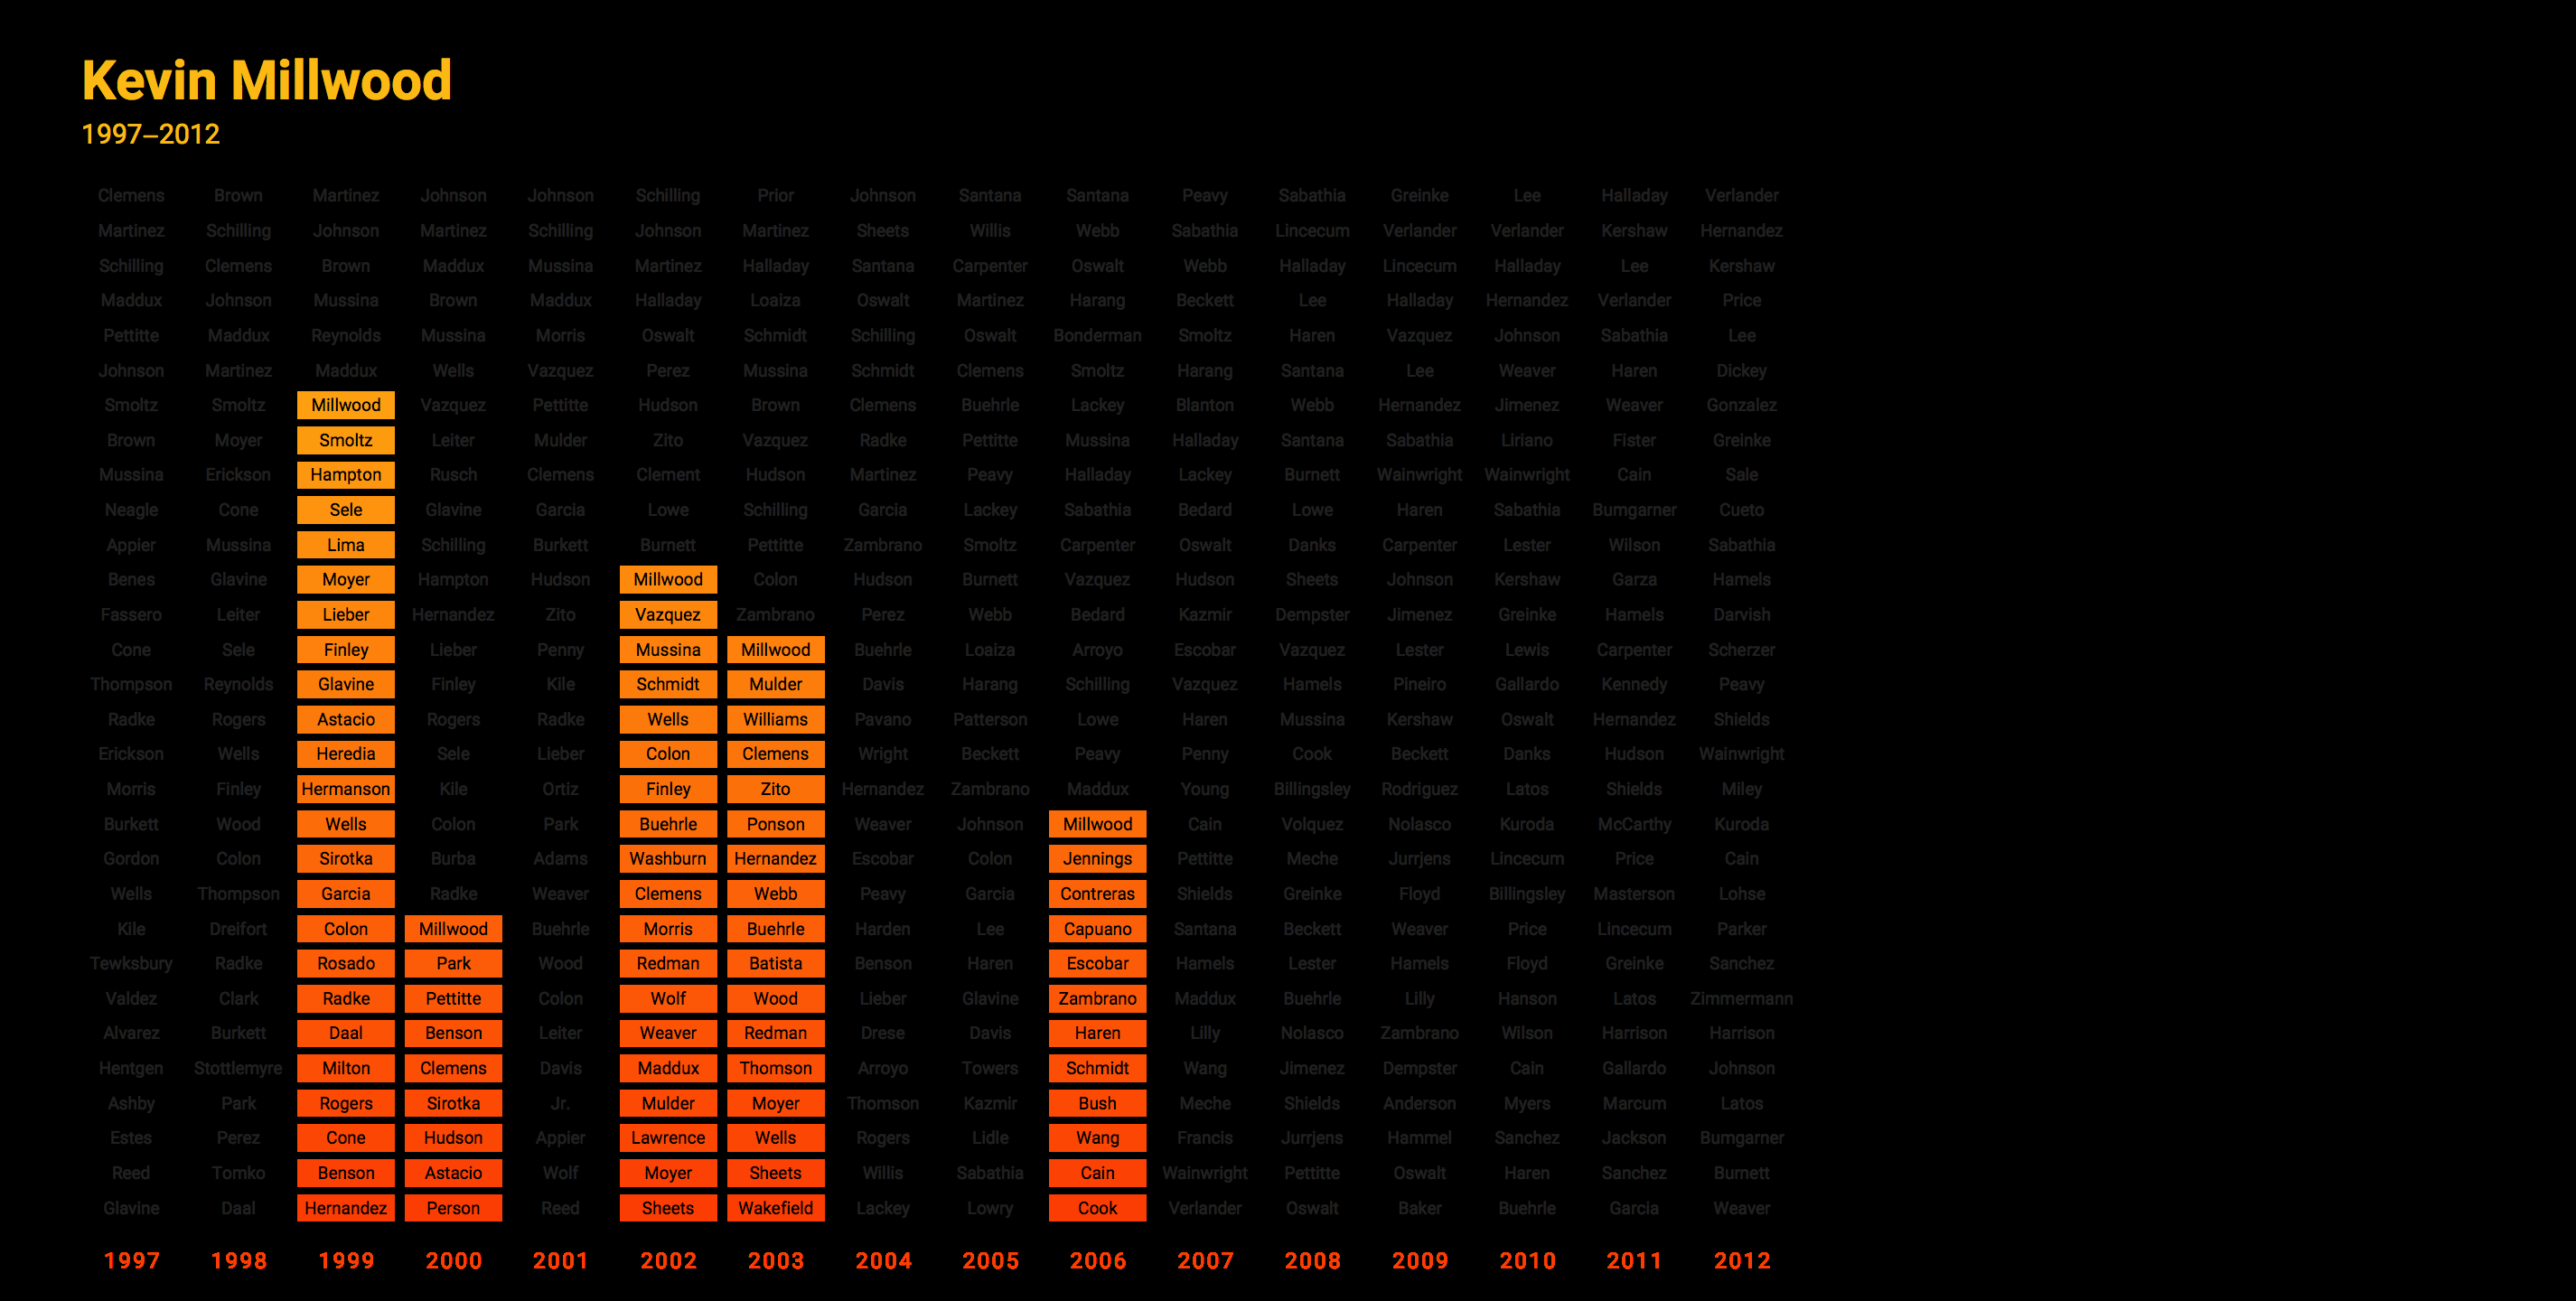 Kevin Millwood
1997–2012
Clemens Brown Martinez Johnson Johnson Schilling Prior Johnson Santana Santana Peavy Sabathia Greinke Lee Halladay Verlander
Martinez Schilling Johnson Martinez Schilling Johnson Martinez Sheets Willis Webb Sabathia Lincecum Verlander Verlander Kershaw Hernandez
Schilling Clemens Brown Maddux Mussina Martinez Halladay Santana Carpenter Oswalt Webb Halladay Lincecum Halladay Lee Kershaw
Maddux Johnson Mussina Brown Maddux Halladay Loaiza Oswalt Martinez Harang Beckett Lee Halladay Hernandez Verlander Price
Pettitte Maddux Reynolds Mussina Morris Oswalt Schmidt Schilling Oswalt Bonderman Smoltz Haren Vazquez Johnson Sabathia Lee
Johnson Martinez Maddux Wells Vazquez Perez Mussina Schmidt Clemens Smoltz Harang Santana Lee Weaver Haren Dickey
Smoltz Smoltz Millwood Vazquez Pettitte Hudson Brown Clemens Buehrle Lackey Blanton Webb Hernandez Jimenez Weaver Gonzalez
Brown Moyer Smoltz Leiter Mulder Zito Vazquez Radke Pettitte Mussina Halladay Santana Sabathia Liriano Fister Greinke
Mussina Erickson Hampton Rusch Clemens Clement Hudson Martinez Peavy Halladay Lackey Burnett Wainwright Wainwright Cain Sale
Neagle Cone Sele Glavine Garcia Lowe Schilling Garcia Lackey Sabathia Bedard Lowe Haren Sabathia Bumgarner Cueto
Appier Mussina Lima Schilling Burkett Burnett Pettitte Zambrano Smoltz Carpenter Oswalt Danks Carpenter Lester Wilson Sabathia
Benes Glavine Moyer Hampton Hudson Millwood Colon Hudson Burnett Vazquez Hudson Sheets Johnson Kershaw Garza Hamels
Fassero Leiter Lieber Hernandez Zito Vazquez Zambrano Perez Webb Bedard Kazmir Dempster Jimenez Greinke Hamels Darvish
Cone Sele Finley Lieber Penny Mussina Millwood Buehrle Loaiza Arroyo Escobar Vazquez Lester Lewis Carpenter Scherzer
Thompson Reynolds Glavine Finley Kile Schmidt Mulder Davis Harang Schilling Vazquez Hamels Pineiro Gallardo Kennedy Peavy
Radke Rogers Astacio Rogers Radke Wells Williams Pavano Patterson Lowe Haren Mussina Kershaw Oswalt Hernandez Shields
Erickson Wells Heredia Sele Lieber Colon Clemens Wright Beckett Peavy Penny Cook Beckett Danks Hudson Wainwright
Morris Finley Hermanson Kile Ortiz Finley Zito Hernandez Zambrano Maddux Young Billingsley Rodriguez Latos Shields Miley
Burkett Wood Wells Colon Park Buehrle Ponson Weaver Johnson Millwood Cain Volquez Nolasco Kuroda McCarthy Kuroda
Gordon Colon Sirotka Burba Adams Washburn Hernandez Escobar Colon Jennings Pettitte Meche Jurrjens Lincecum Price Cain
Wells Thompson Garcia Radke Weaver Clemens Webb Peavy Garcia Contreras Shields Greinke Floyd Billingsley Masterson Lohse
Kile Dreifort Colon Millwood Buehrle Morris Buehrle Harden Lee Capuano Santana Beckett Weaver Price Lincecum Parker
Tewksbury Radke Rosado Park Wood Redman Batista Benson Haren Escobar Hamels Lester Hamels Floyd Greinke Sanchez
Valdez Clark Radke Pettitte Colon Wolf Wood Lieber Glavine Zambrano Maddux Buehrle Lilly Hanson Latos Zimmermann
Alvarez Burkett Daal Benson Leiter Weaver Redman Drese Davis Haren Lilly Nolasco Zambrano Wilson Harrison Harrison
Hentgen Stottlemyre Milton Clemens Davis Maddux Thomson Arroyo Towers Schmidt Wang Jimenez Dempster Cain Gallardo Johnson
Ashby Park Rogers Sirotka Jr. Mulder Moyer Thomson Kazmir Bush Meche Shields Anderson Myers Marcum Latos
Estes Perez Cone Hudson Appier Lawrence Wells Rogers Lidle Wang Francis Jurrjens Hammel Sanchez Jackson Bumgarner
Reed Tomko Benson Astacio Wolf Moyer Sheets Willis Sabathia Cain Wainwright Pettitte Oswalt Haren Sanchez Burnett
Glavine Daal Hernandez Person Reed Sheets Wakefield Lackey Lowry Cook Verlander Oswalt Baker Buehrle Garcia Weaver
1997 1998 1999 2000 2001 2002 2003 2004 2005 2006 2007 2008 2009 2010 2011 2012